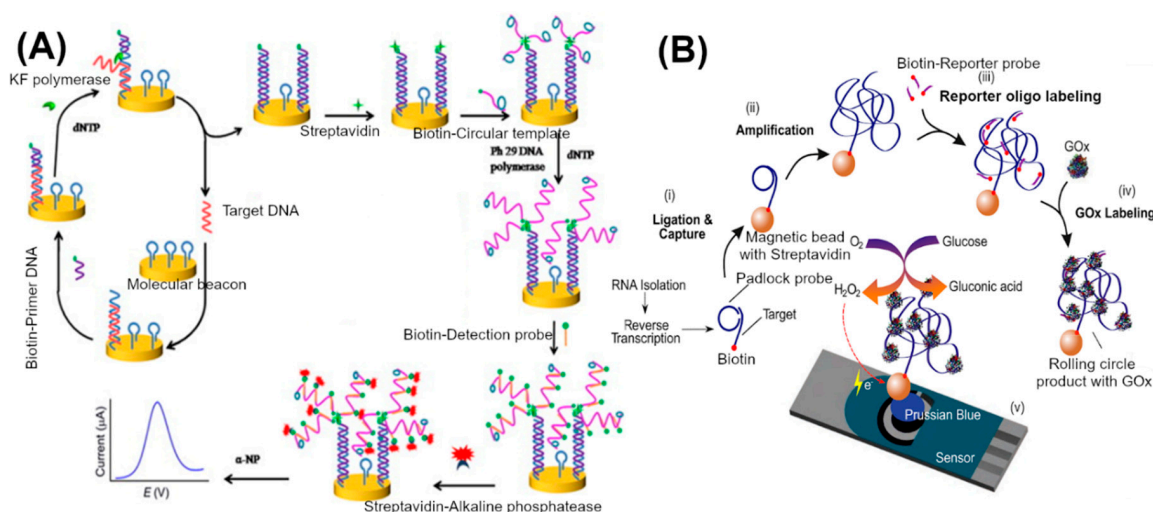 (A)
KF polymerase
dNTP
Streptavidin
Biotin-Circular template
Ph 29 DNA
polymerase
dNTP
Target DNA
Molecular beacon
Biotin-Primer DNA
Biotin-Detection probe
Streptavidin-Alkaline phosphatease
α-NP
Current (µA)
E (V)
(B)
Biotin-Reporter probe
(iii)
Reporter oligo labeling
(ii)
Amplification
GOx
(iv)
GOx Labeling
(i)
Ligation &
Capture
Magnetic bead
with Streptavidin
O2
Glucose
H2O2
Gluconic acid
Padlock probe
RNA Isolation
Reverse
Transcription
Target
Biotin
Rolling circle
product with GOx
e-
Prussian Blue
(v)
Sensor